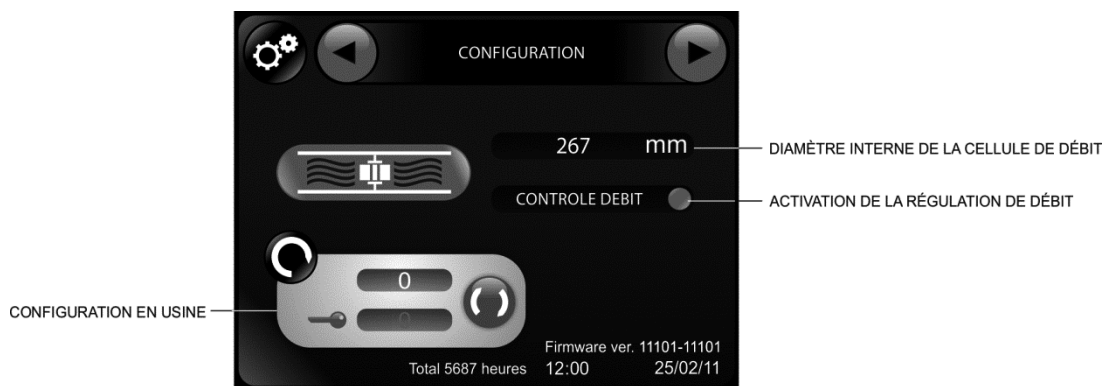 CONFIGURATION
267 mm
DIAMÈTRE INTERNE DE LA CELLULE DE DÉBIT
CONTROLE DEBIT
ACTIVATION DE LA RÉGULATION DE DÉBIT
0
CONFIGURATION EN USINE
0
Firmware ver. 11101-11101
Total 5687 heures 12:00 25/02/11